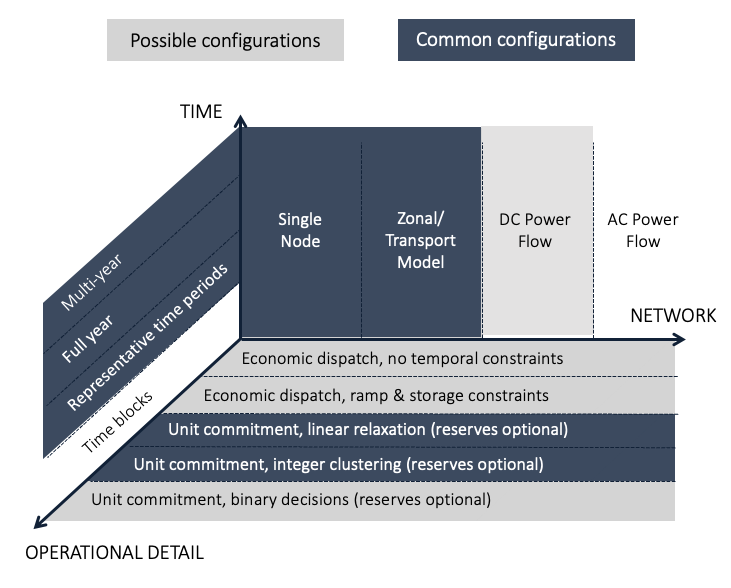 Possible configurations
Common configurations
TIME
Single
Node
Zonal/
Transport
Model
DC Power
Flow
AC Power
Flow
Multi-year
Full year
Representative time periods
Time blocks
NETWORK
Economic dispatch, no temporal constraints
Economic dispatch, ramp & storage constraints
Unit commitment, linear relaxation (reserves optional)
Unit commitment, integer clustering (reserves optional)
Unit commitment, binary decisions (reserves optional)
OPERATIONAL DETAIL